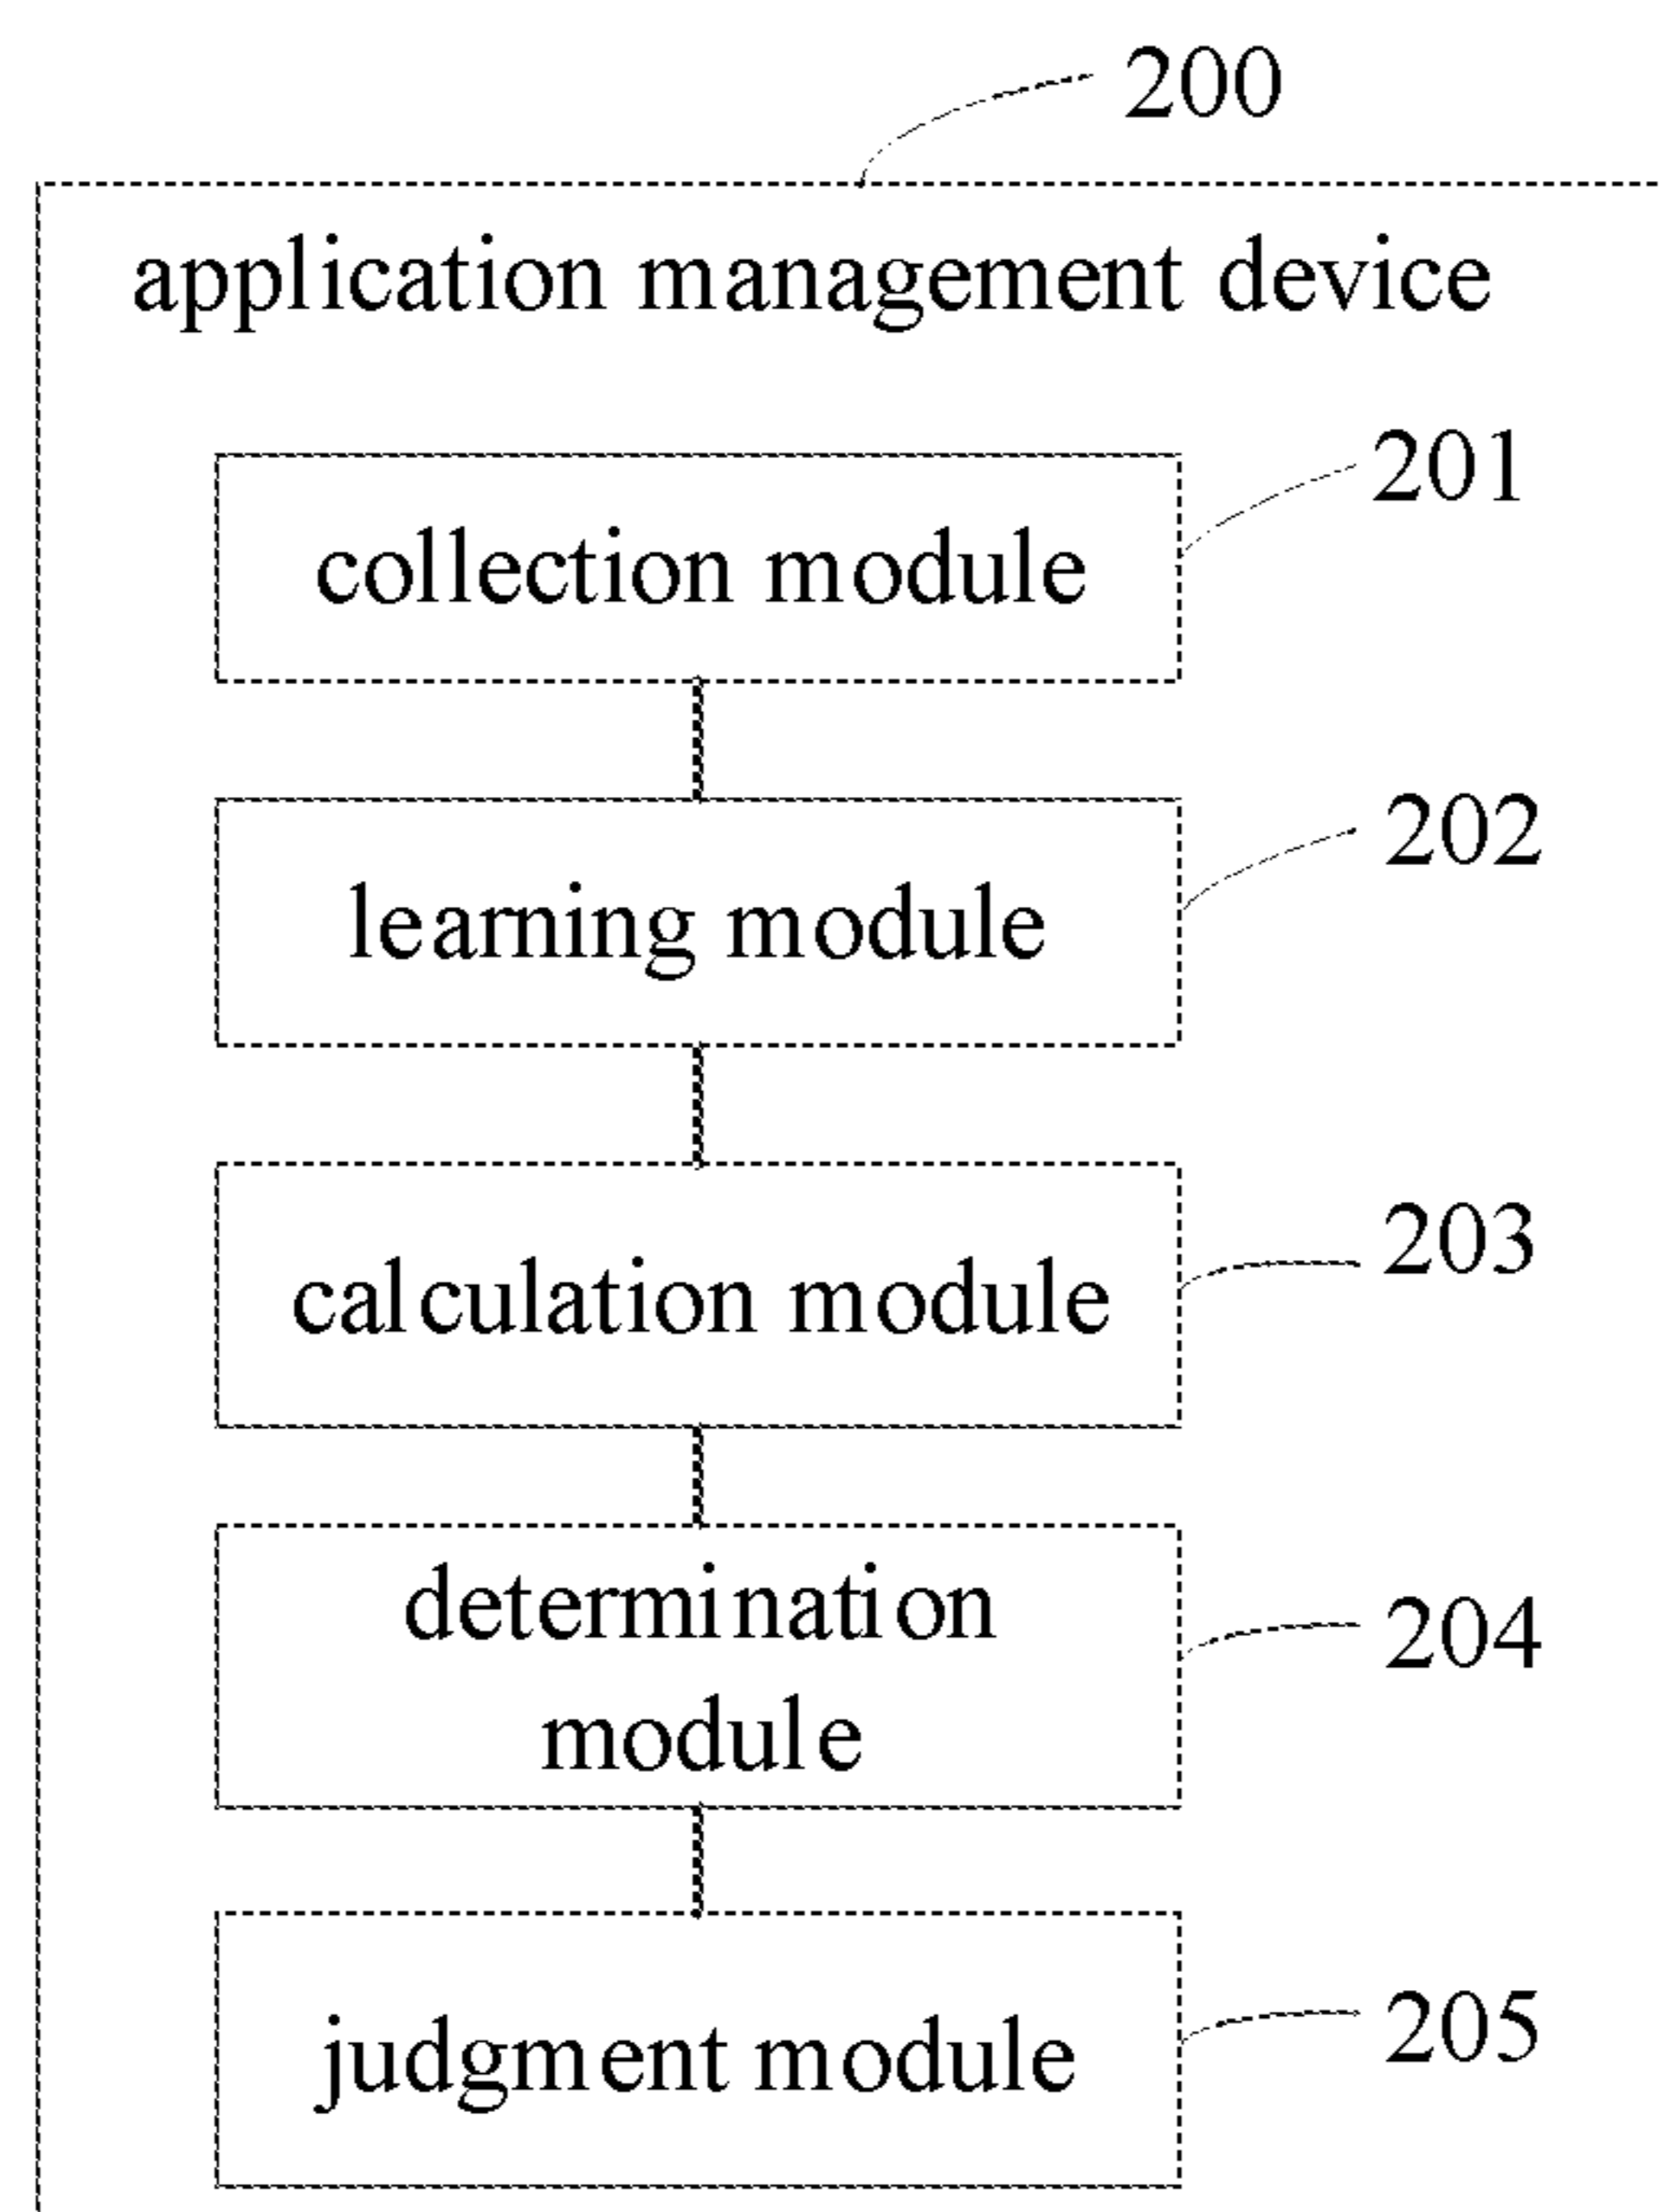 200
application management device
201
collection module
202
learning module
203
calculation module
204
determination
module
205
judgment module